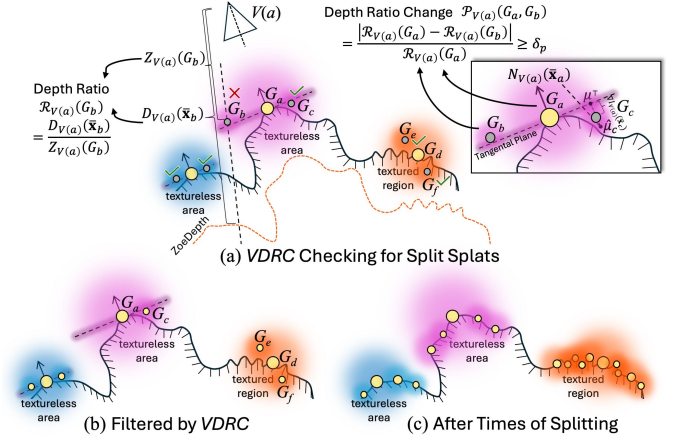 V(a)
Z_{V(a)}(G_b)
Depth Ratio
R_{V(a)}(G_b)
= D_{V(a)}(x̄_b) / Z_{V(a)}(G_b)
D_{V(a)}(x̄_b)
Depth Ratio Change P_{V(a)}(G_a, G_b)
= |R_{V(a)}(G_a) − R_{V(a)}(G_b)| / R_{V(a)}(G_a) ≥ δ_p
G_b
G_a
G_c
textureless
area
textureless
area
G_e
G_d
textured
region
G_f
ZoeDepth
N_{V(a)}(x̄_a)
G_a
G_b
G_c
μ̂_c
Tangential Plane
(a) VDRC Checking for Split Splats
G_a
G_c
textureless
area
textureless
area
G_e
G_d
textured
region
G_f
(b) Filtered by VDRC
textureless
area
textureless
area
textured
region
(c) After Times of Splitting